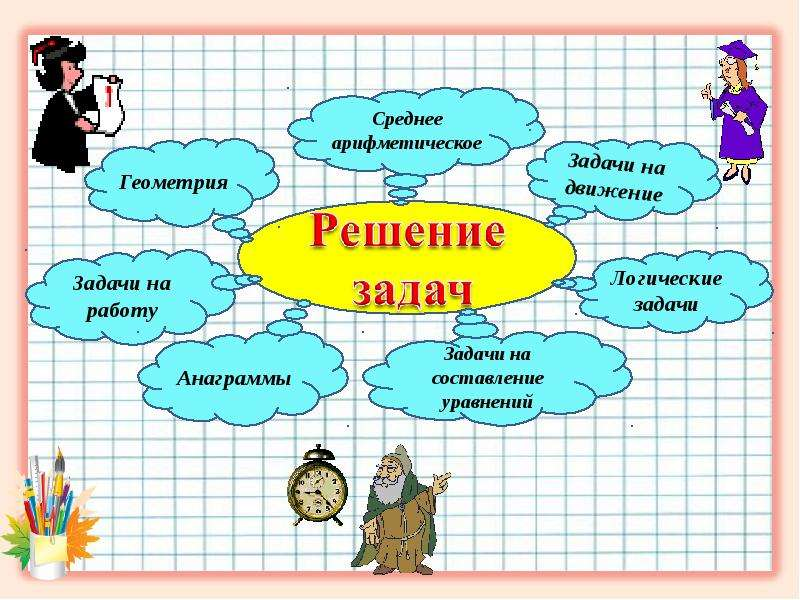 Среднее
арифметическое
Геометрия
Задачи на
движение
Решение
задач
Задачи на
работу
Логические
задачи
Анаграммы
Задачи на
составление
уравнений